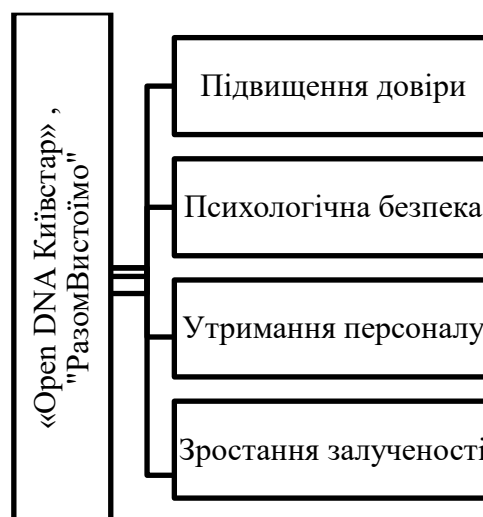 «Open DNA Київстар» ,
"РазомВистоїмо"
Підвищення довіри
Психологічна безпека
Утримання персоналу
Зростання залученості